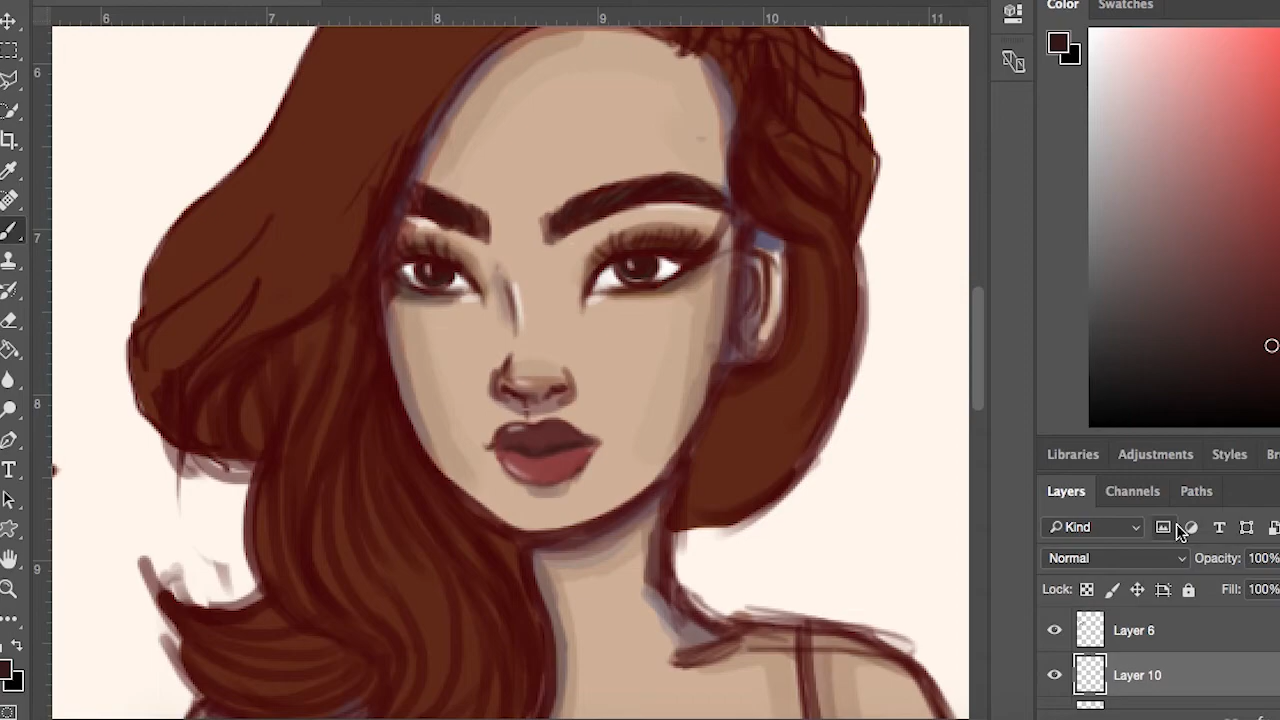 6 7 8 9 10 11
Color Swatches
6
7
8
9
Libraries Adjustments Styles Br
Layers Channels Paths
Kind T
Normal Opacity: 100%
Lock: Fill: 100%
Layer 6
Layer 10
T